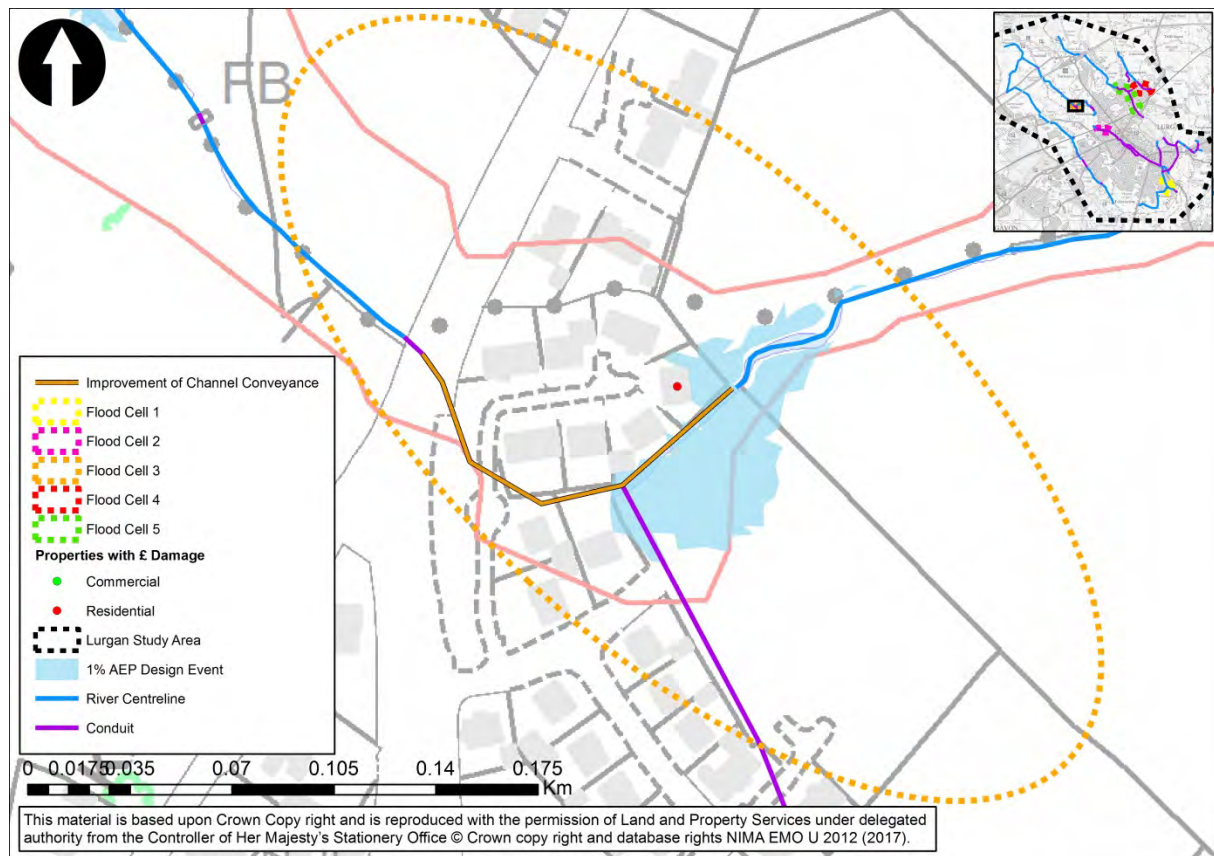 FB
LURG
Improvement of Channel Conveyance
Flood Cell 1
Flood Cell 2
Flood Cell 3
Flood Cell 4
Flood Cell 5
Properties with £ Damage
Commercial
Residential
Lurgan Study Area
1% AEP Design Event
River Centreline
Conduit
0 0.0175 0.035 0.07 0.105 0.14 0.175
Km
This material is based upon Crown Copy right and is reproduced with the permission of Land and Property Services under delegated
authority from the Controller of Her Majesty's Stationery Office © Crown copy right and database rights NIMA EMO U 2012 (2017).